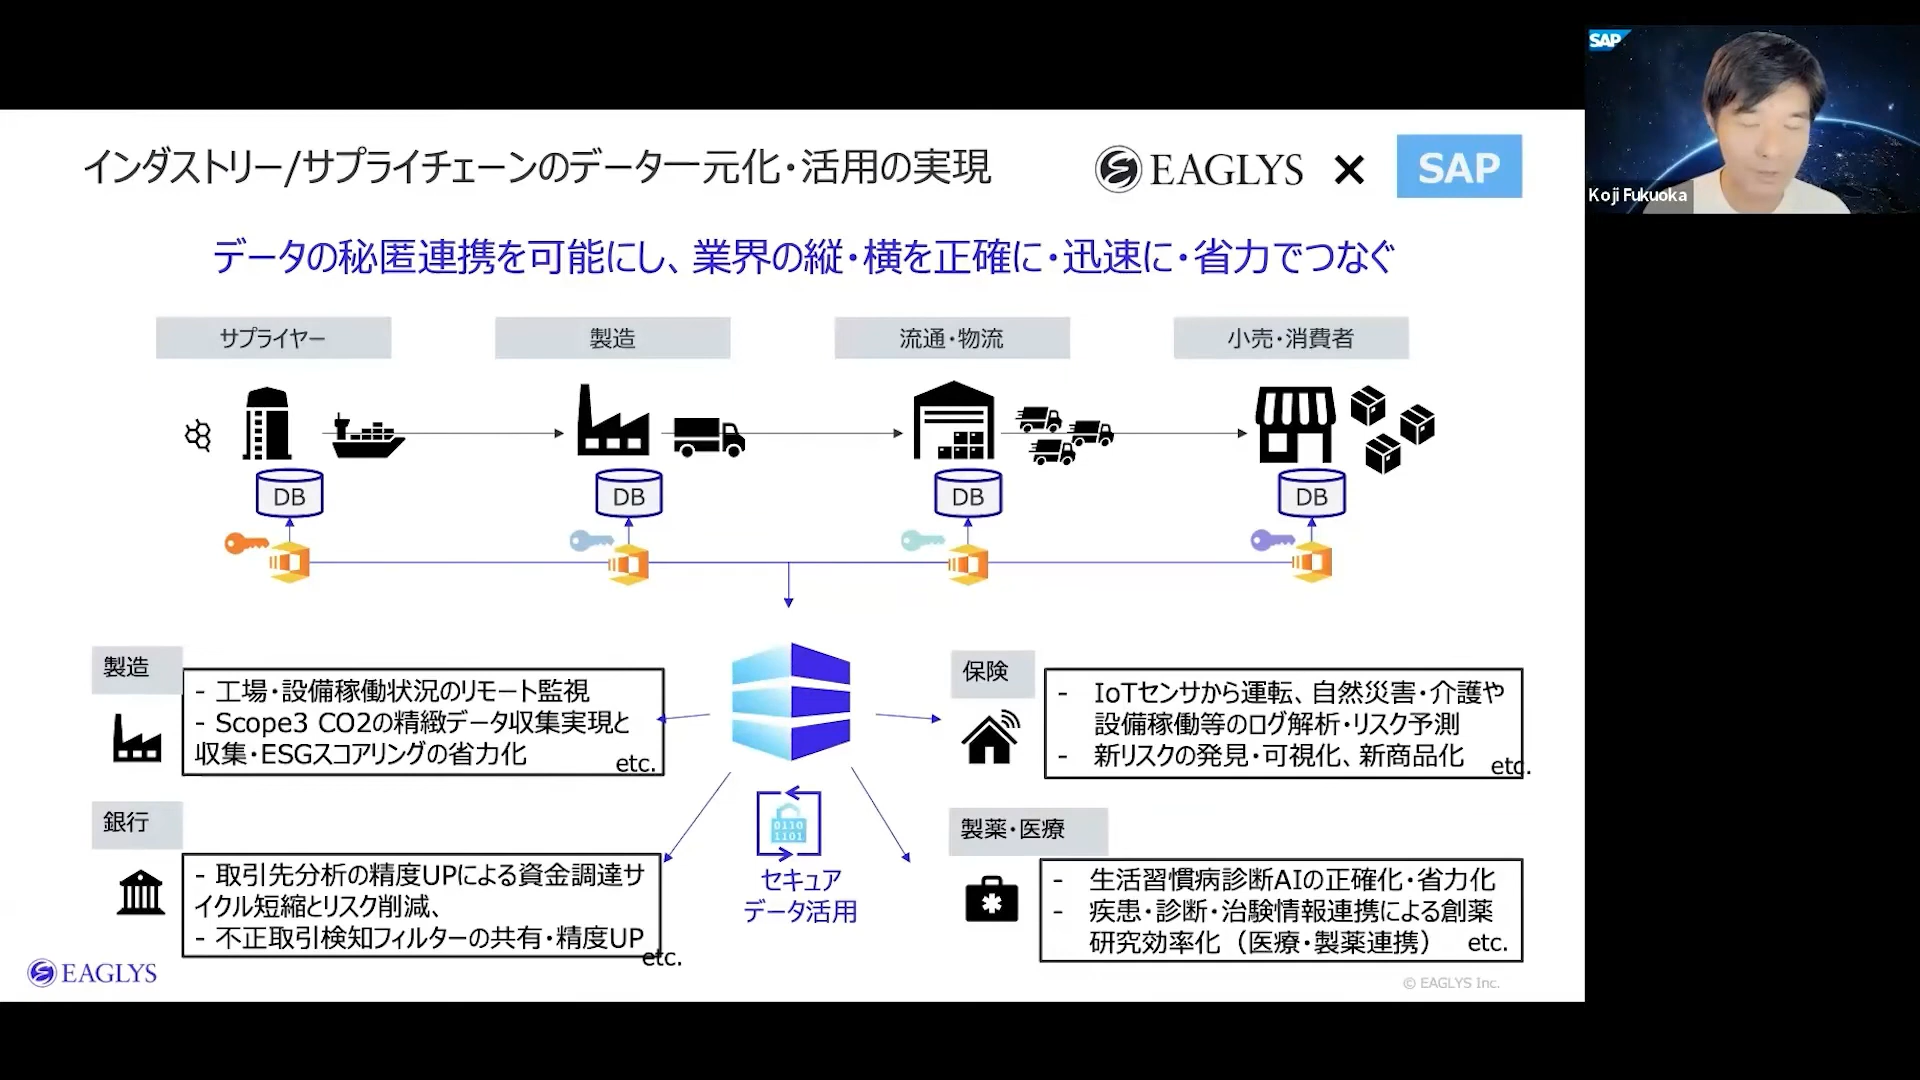 SAP
Koji Fukuoka
インダストリー/サプライチェーンのデータ一元化・活用の実現
EAGLYS × SAP
データの秘匿連携を可能にし、業界の縦・横を正確に・迅速に・省力でつなぐ
サプライヤー
製造
流通・物流
小売・消費者
DB
DB
DB
DB
製造
- 工場・設備稼働状況のリモート監視
- Scope3 CO2の精緻データ収集実現と
収集・ESGスコアリングの省力化
etc.
保険
- IoTセンサから運転、自然災害・介護や
設備稼働等のログ解析・リスク予測
- 新リスクの発見・可視化、新商品化
etc.
銀行
- 取引先分析の精度UPによる資金調達サ
イクル短縮とリスク削減、
- 不正取引検知フィルターの共有・精度UP
etc.
0110
1101
セキュア
データ活用
製薬・医療
- 生活習慣病診断AIの正確化・省力化
- 疾患・診断・治験情報連携による創薬
研究効率化（医療・製薬連携）
etc.
EAGLYS
© EAGLYS Inc.